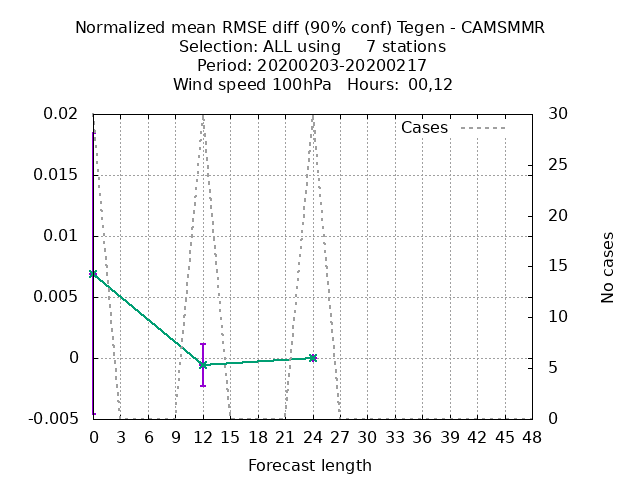 Normalized mean RMSE diff (90% conf) Tegen - CAMSMMR
Selection: ALL using     7 stations
Period: 20200203-20200217
Wind speed 100hPa   Hours:  00,12
Cases
0.02
0.015
0.01
0.005
0
-0.005
30
25
20
15
10
5
0
No cases
0 3 6 9 12 15 18 21 24 27 30 33 36 39 42 45 48
Forecast length